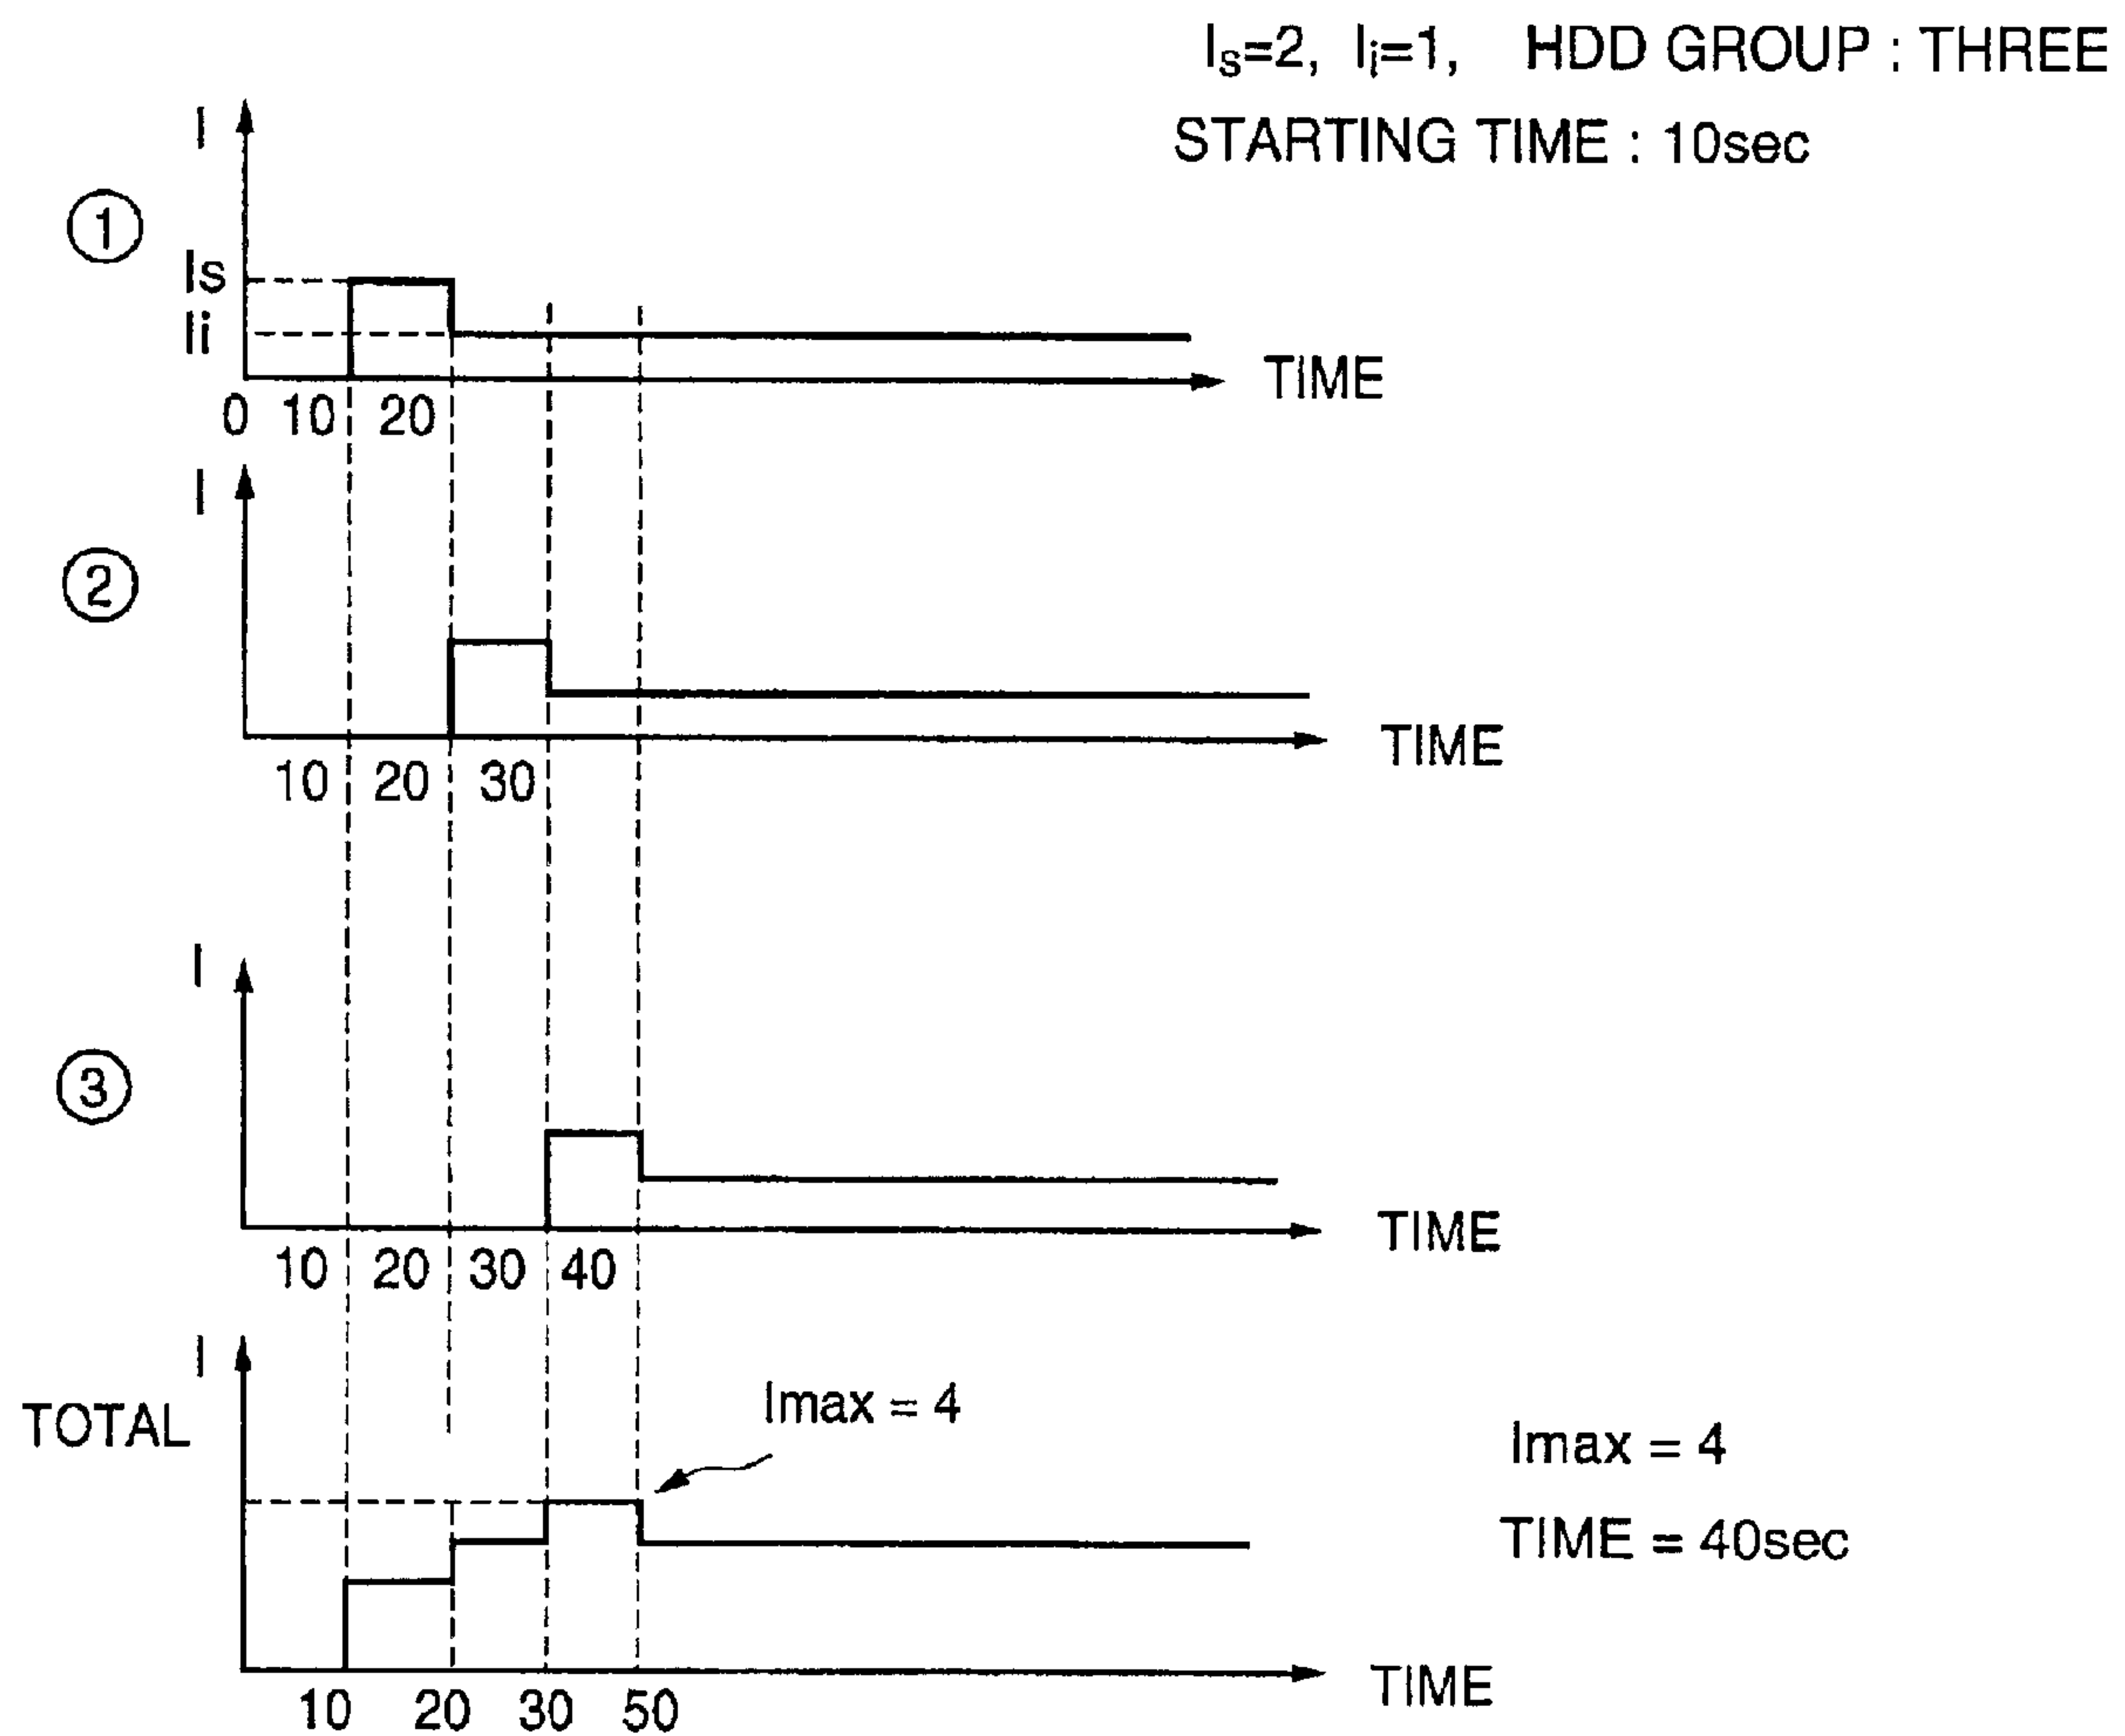 Is=2, Ii=1, HDD GROUP : THREE
STARTING TIME : 10sec
I
①
Is
Ii
TIME
0 10 20
I
②
TIME
10 20 30
I
③
TIME
10 20 30 40
I
TOTAL
Imax = 4
Imax = 4
TIME = 40sec
TIME
10 20 30 50